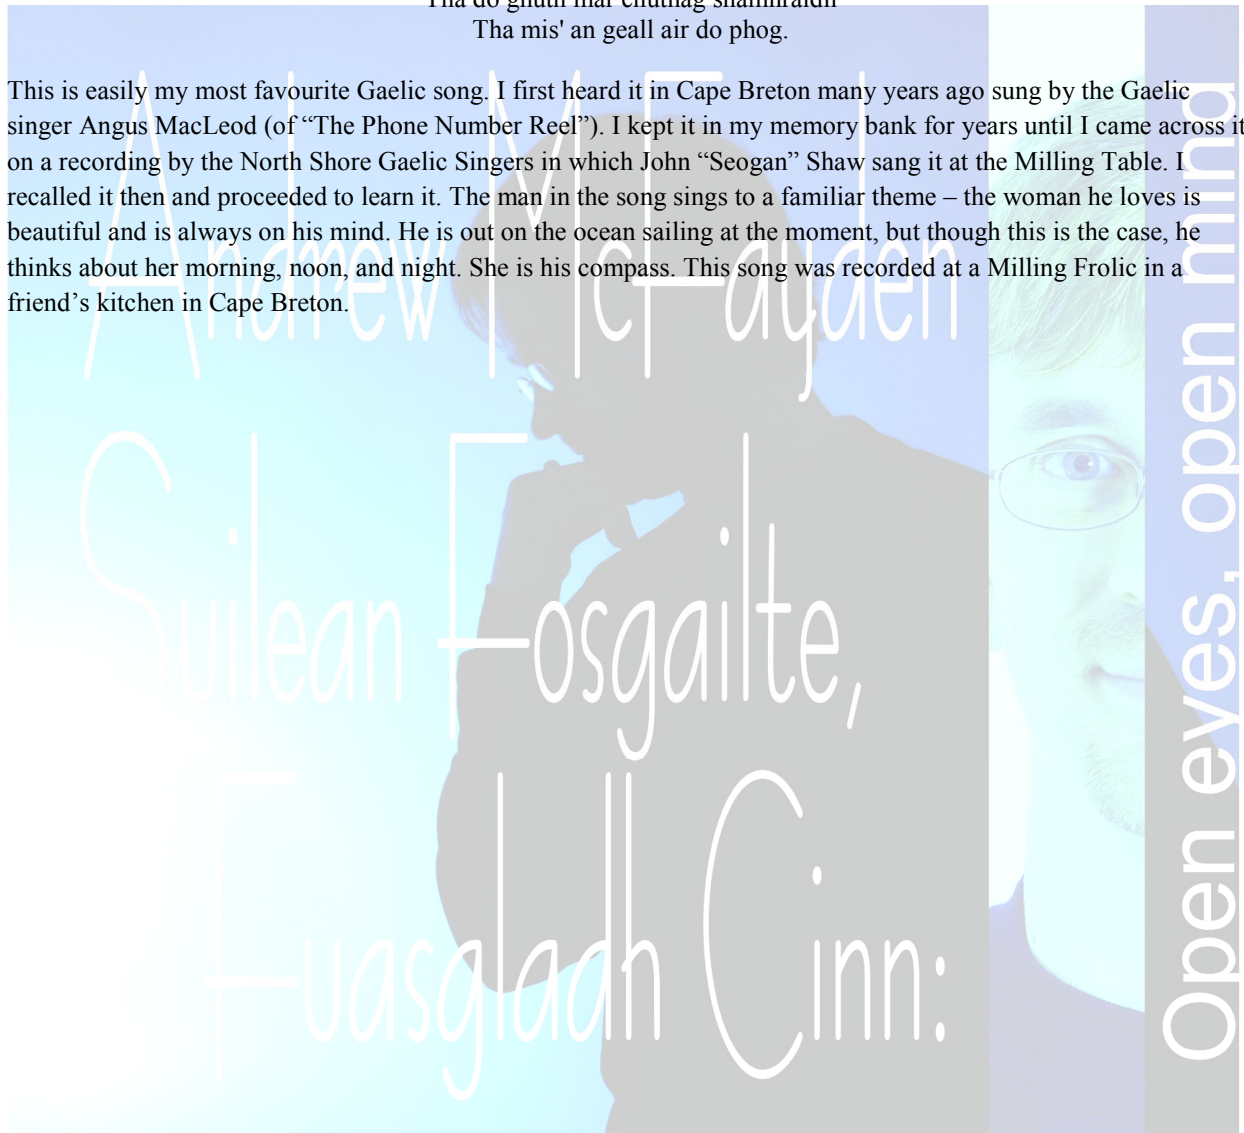 Tha do ghuth mar chuthag shamhraidh
Tha mis' an geall air do phog.
This is easily my most favourite Gaelic song. I first heard it in Cape Breton many years ago sung by the Gaelic
singer Angus MacLeod (of “The Phone Number Reel”). I kept it in my memory bank for years until I came across it
on a recording by the North Shore Gaelic Singers in which John “Seogan” Shaw sang it at the Milling Table. I
recalled it then and proceeded to learn it. The man in the song sings to a familiar theme – the woman he loves is
beautiful and is always on his mind. He is out on the ocean sailing at the moment, but though this is the case, he
thinks about her morning, noon, and night. She is his compass. This song was recorded at a Milling Frolic in a
friend’s kitchen in Cape Breton.
Andrew McFayden
Suilean Fosgailte,
Fuasgladh Cinn:
Open eyes, open mind